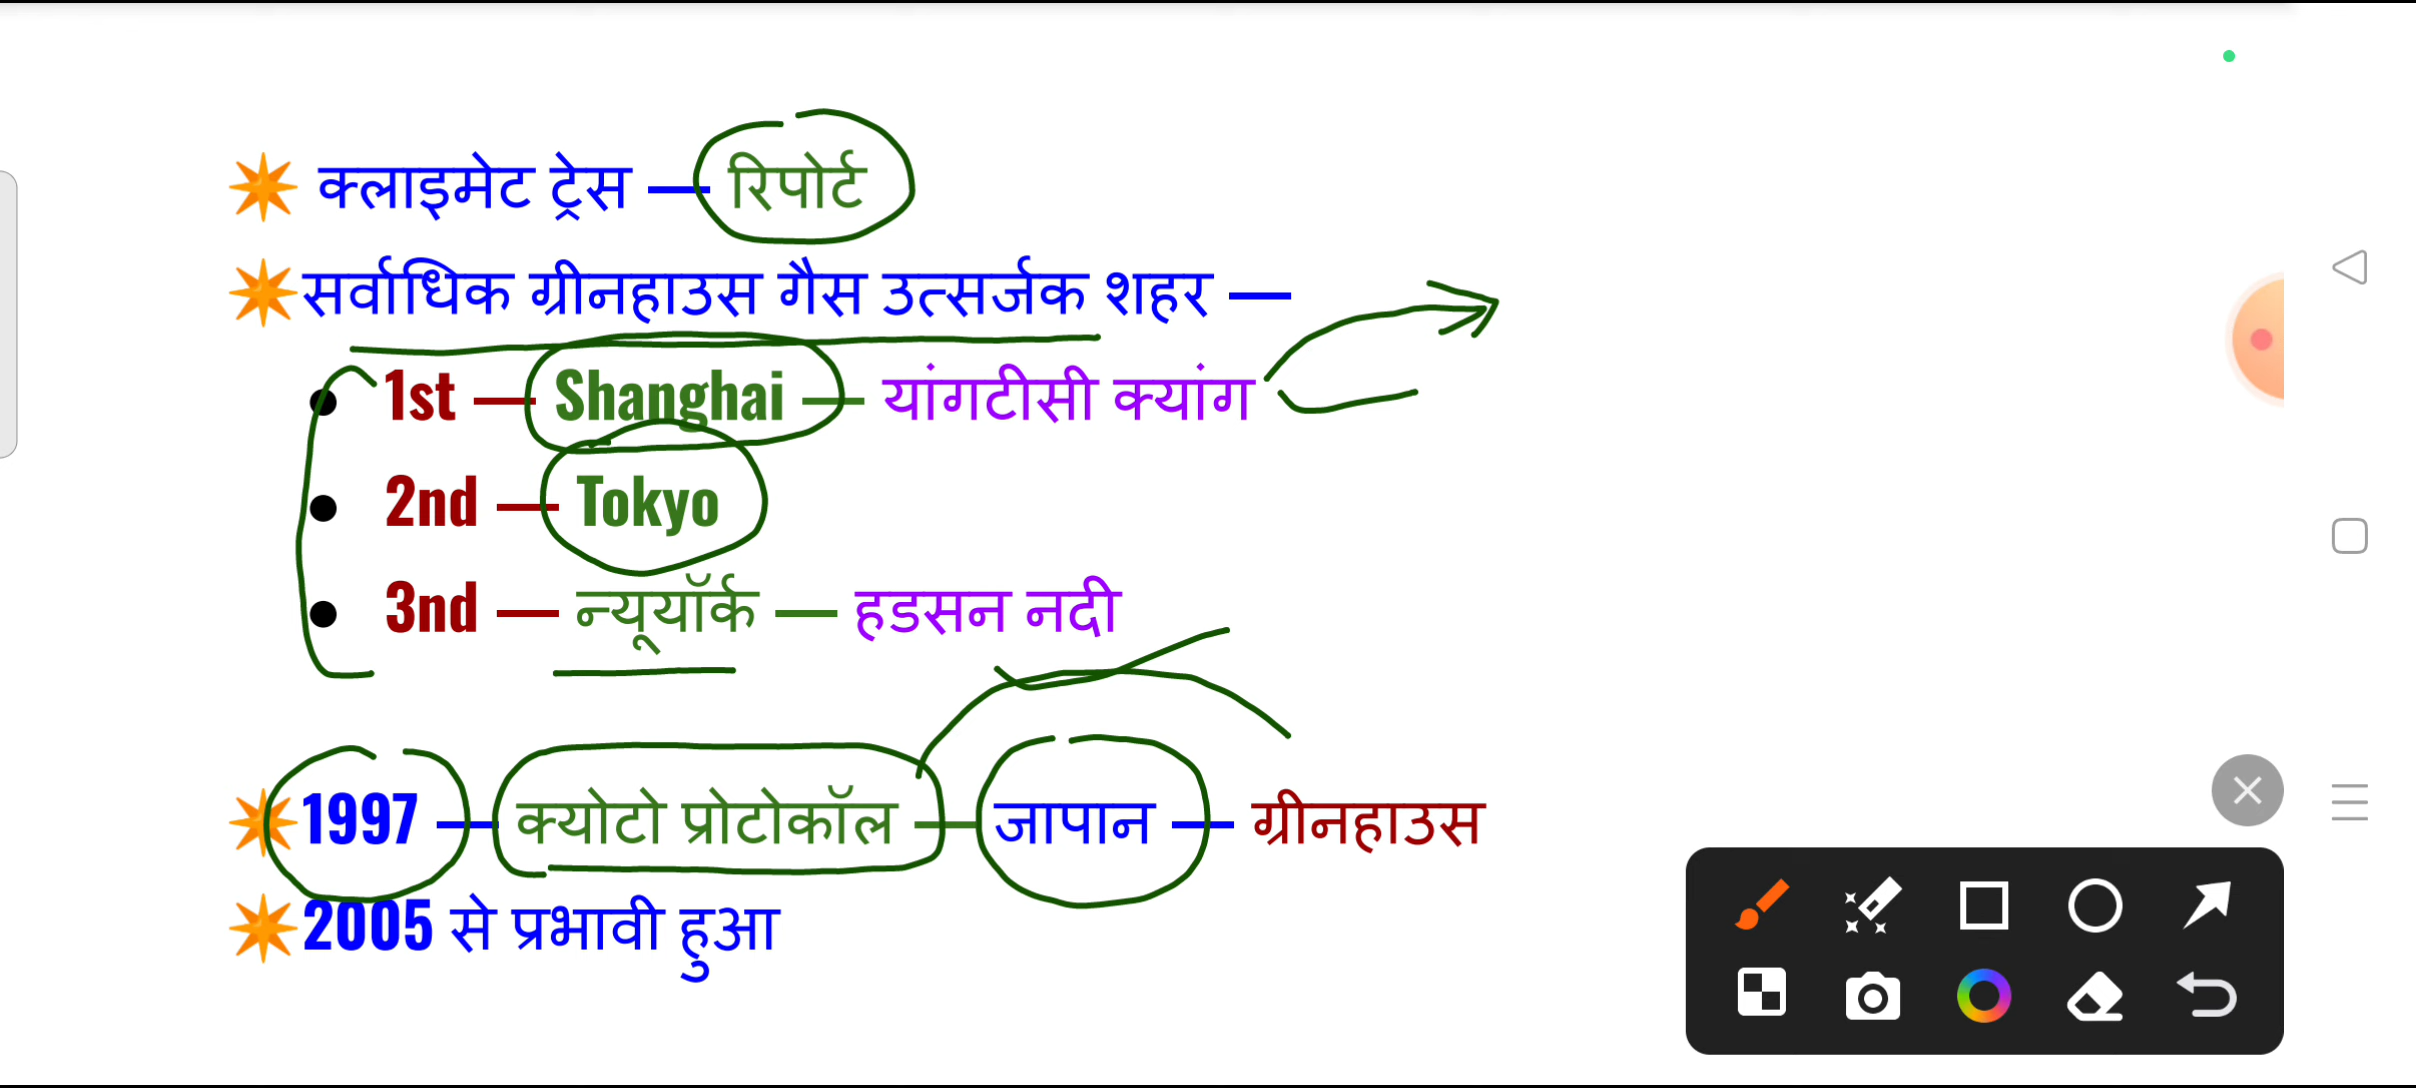 क्लाइमेट ट्रेस — रिपोर्ट
सर्वाधिक ग्रीनहाउस गैस उत्सर्जक शहर —
● 1st — Shanghai — यांगटीसी क्यांग
● 2nd — Tokyo
● 3nd — न्यूयॉर्क — हडसन नदी
1997 — क्योटो प्रोटोकॉल — जापान — ग्रीनहाउस
2005 से प्रभावी हुआ